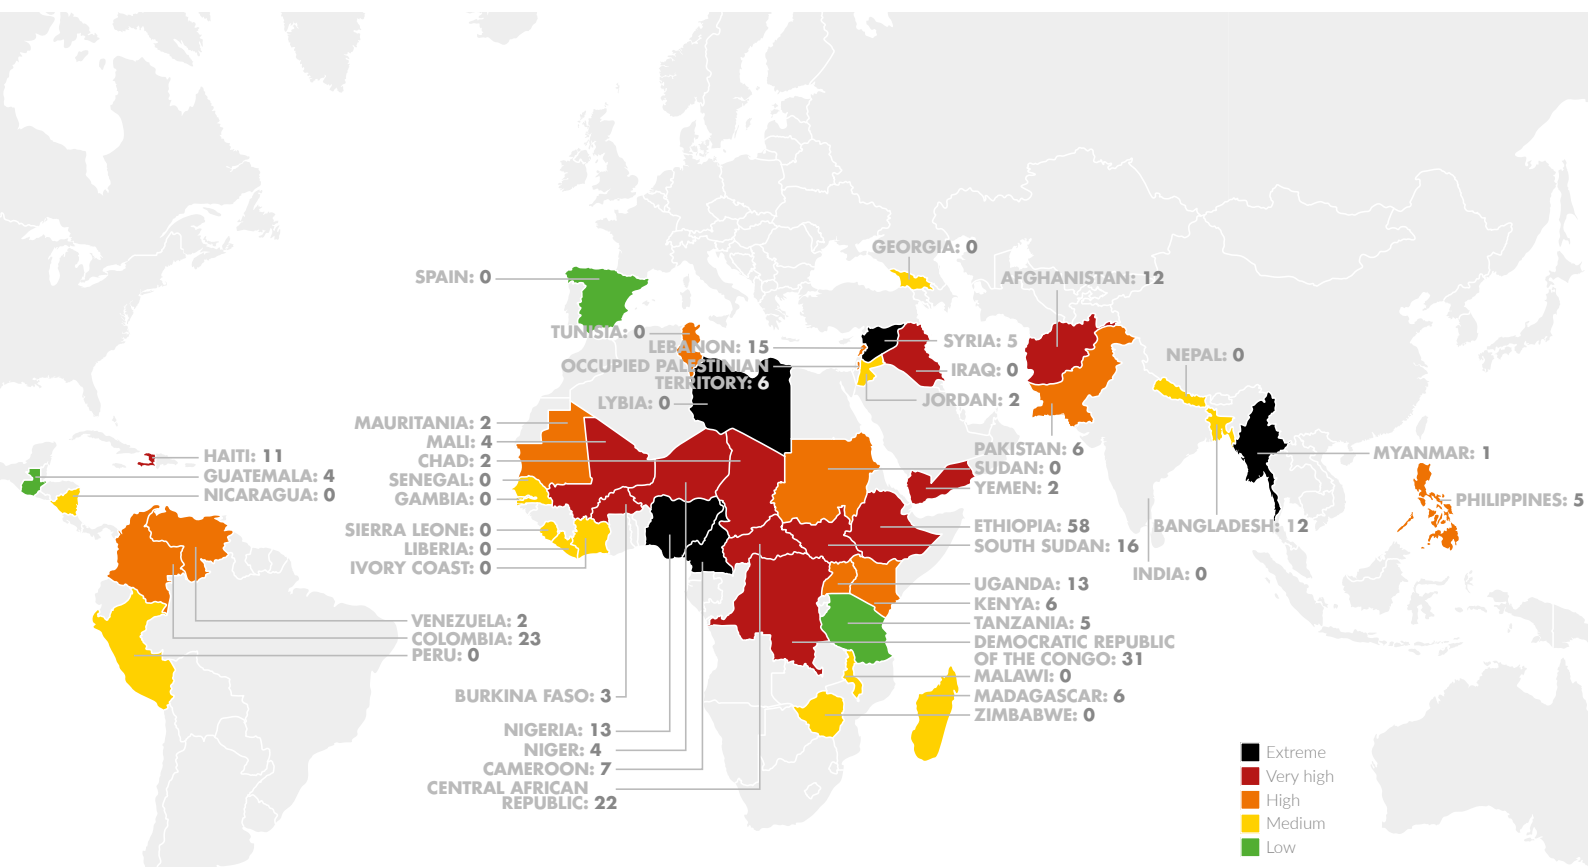 GEORGIA: 0
SPAIN: 0
AFGHANISTAN: 12
TUNISIA: 0
LEBANON: 15
SYRIA: 5
OCCUPIED PALESTINIAN
TERRITORY: 6
IRAQ: 0
NEPAL: 0
LYBIA: 0
JORDAN: 2
MAURITANIA: 2
MALI: 4
CHAD: 2
SENEGAL: 0
GAMBIA: 0
PAKISTAN: 6
SUDAN: 0
YEMEN: 2
MYANMAR: 1
HAITI: 11
GUATEMALA: 4
NICARAGUA: 0
PHILIPPINES: 5
SIERRA LEONE: 0
LIBERIA: 0
IVORY COAST: 0
ETHIOPIA: 58
SOUTH SUDAN: 16
BANGLADESH: 12
INDIA: 0
UGANDA: 13
KENYA: 6
TANZANIA: 5
DEMOCRATIC REPUBLIC
OF THE CONGO: 31
MALAWI: 0
MADAGASCAR: 6
ZIMBABWE: 0
VENEZUELA: 2
COLOMBIA: 23
PERU: 0
BURKINA FASO: 3
NIGERIA: 13
NIGER: 4
CAMEROON: 7
CENTRAL AFRICAN
REPUBLIC: 22
Extreme
Very high
High
Medium
Low